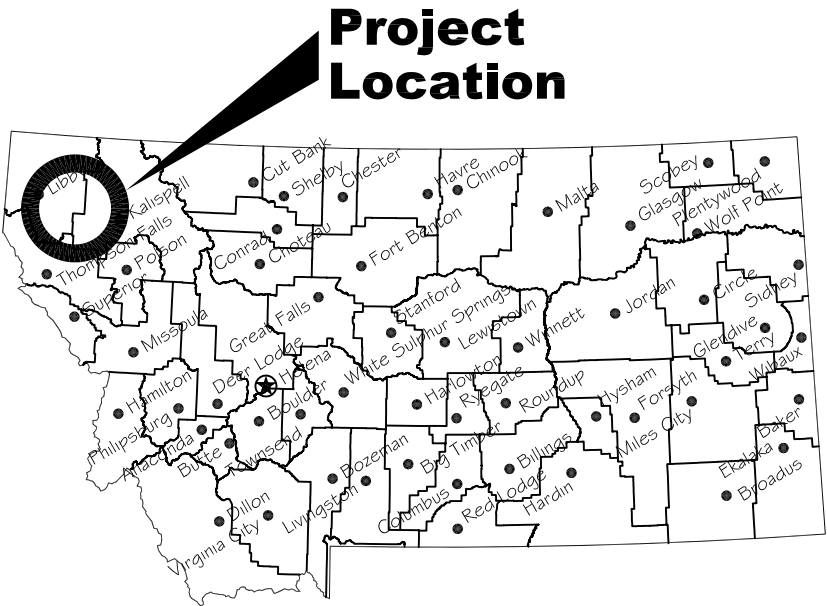 Project
Location
Cut Bank
Shelby
Chester
Havre
Chinook
Malta
Scobey
Glasgow
Plentywood
Wolf Point
Libby
Kalispell
Thompson Falls
Polson
Superior
Conrad
Choteau
Fort Benton
Great Falls
Stanford
Lewistown
Winnett
Jordan
Circle
Sidney
Glendive
Terry
Wibaux
Missoula
Deer Lodge
Helena
White Sulphur Springs
Harlowton
Ryegate
Roundup
Hysham
Forsyth
Miles City
Baker
Ekalaka
Broadus
Hamilton
Philipsburg
Anaconda
Butte
Boulder
Townsend
Bozeman
Livingston
Big Timber
Columbus
Red Lodge
Billings
Hardin
Dillon
Virginia City